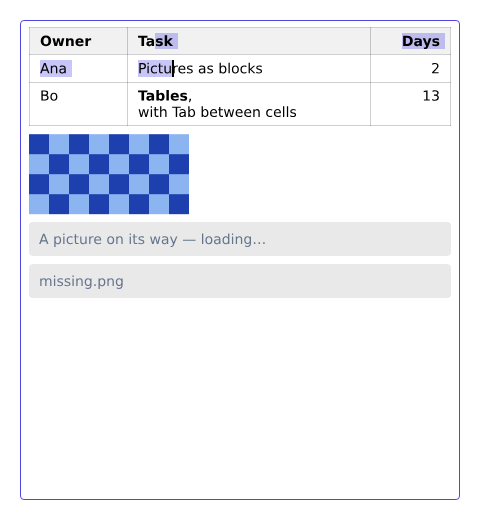 Owner Task Days
Ana Pictures as blocks 2
Bo Tables, 13
with Tab between cells
A picture on its way — loading…
missing.png